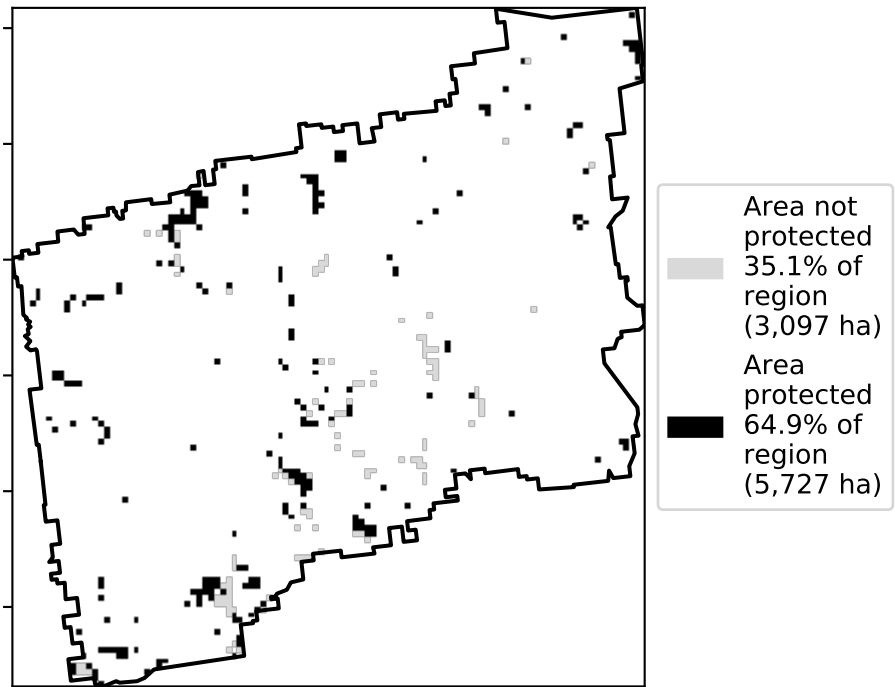 Area not
protected
35.1% of
region
(3,097 ha)
Area
protected
64.9% of
region
(5,727 ha)